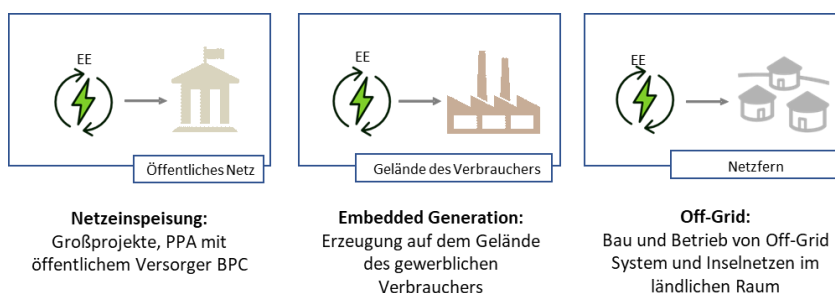 EE
Öffentliches Netz
Netzeinspeisung:
Großprojekte, PPA mit
öffentlichem Versorger BPC
EE
Gelände des Verbrauchers
Embedded Generation:
Erzeugung auf dem Gelände
des gewerblichen
Verbrauchers
EE
Netzfern
Off-Grid:
Bau und Betrieb von Off-Grid
System und Inselnetzen im
ländlichen Raum